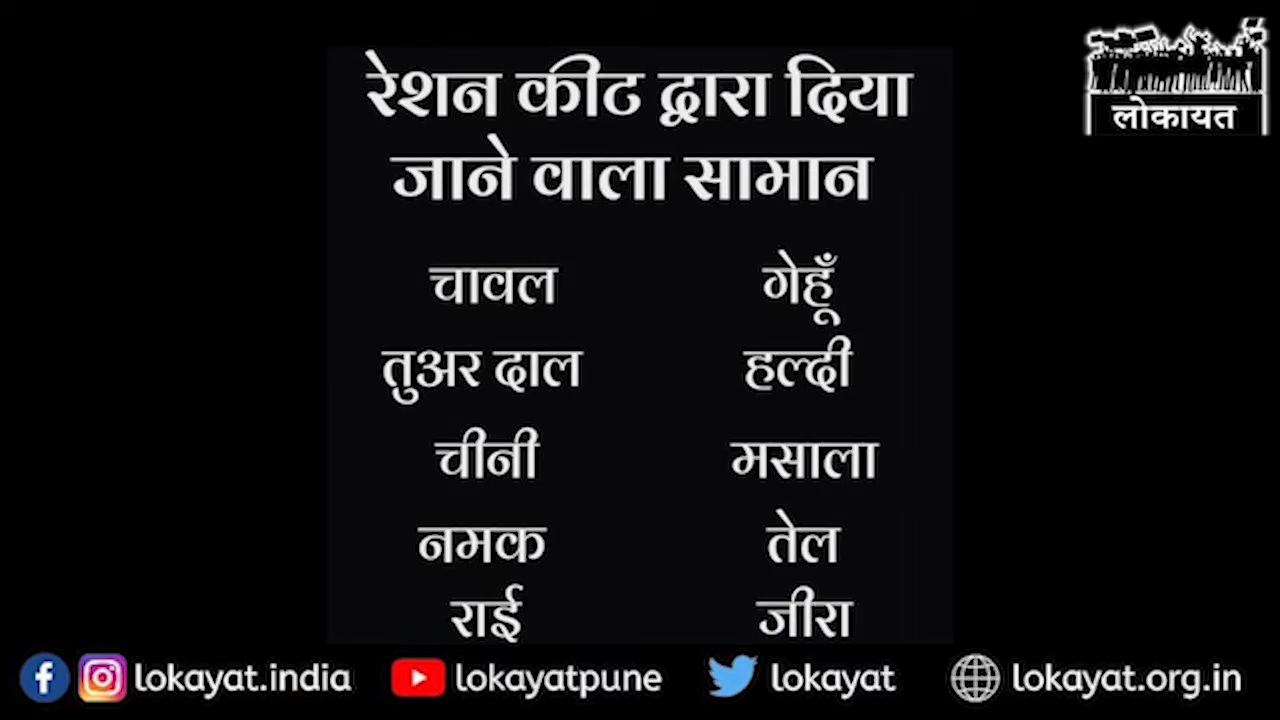 लोकायत
रेशन कीट द्वारा दिया
जाने वाला सामान
चावल गेहूँ
तुअर दाल हल्दी
चीनी मसाला
नमक तेल
राई जीरा
lokayat.india lokayatpune lokayat lokayat.org.in